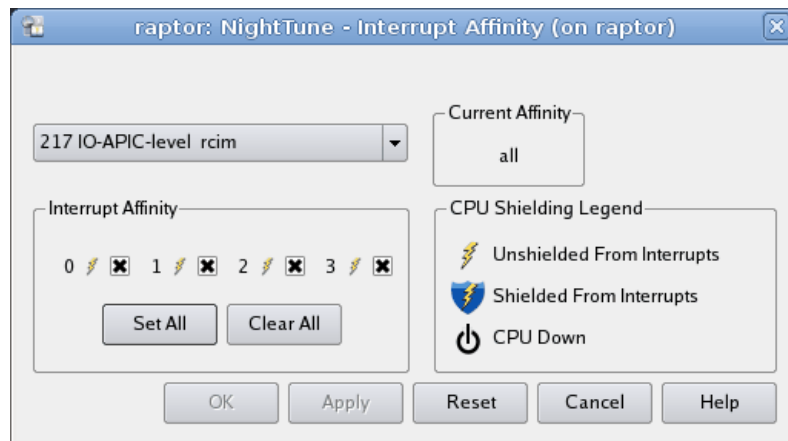 raptor: NightTune - Interrupt Affinity (on raptor)
217 IO-APIC-level rcim
Current Affinity
all
Interrupt Affinity
0 1 2 3
Set All Clear All
CPU Shielding Legend
Unshielded From Interrupts
Shielded From Interrupts
CPU Down
OK Apply Reset Cancel Help